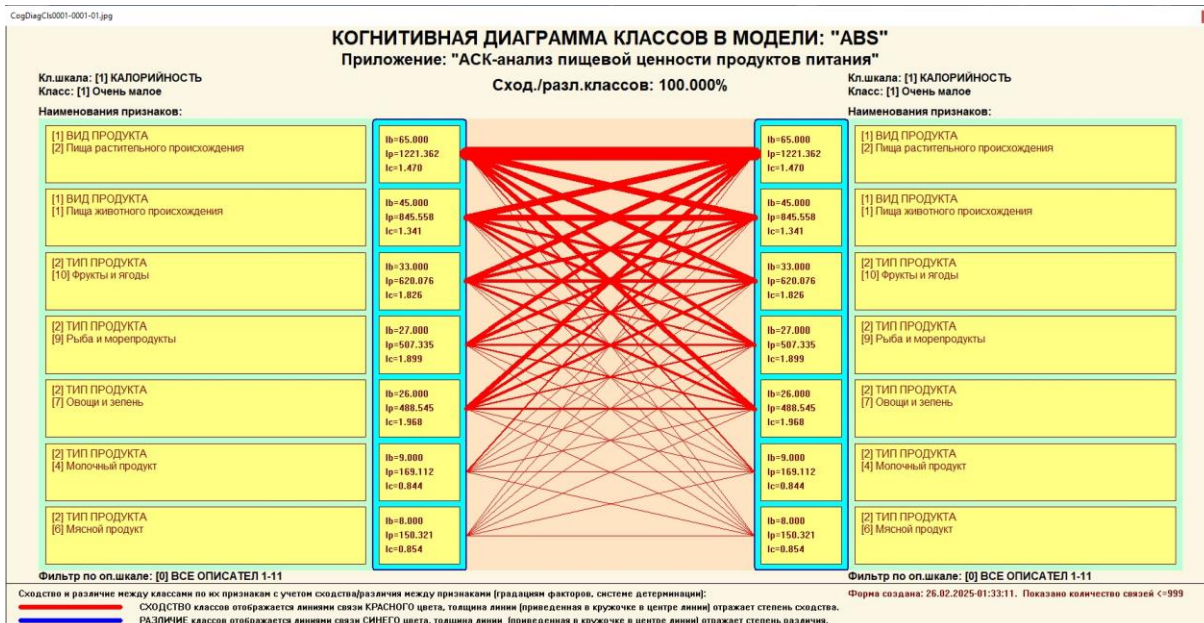 CogDiagCls0001-0001-01.jpg
КОГНИТИВНАЯ ДИАГРАММА КЛАССОВ В МОДЕЛИ: "ABS"
Приложение: "АСК-анализ пищевой ценности продуктов питания"
Кл.шкала: [1] КАЛОРИЙНОСТЬ
Класс: [1] Очень малое
Сход./разл.классов: 100.000%
Кл.шкала: [1] КАЛОРИЙНОСТЬ
Класс: [1] Очень малое
Наименования признаков:
Наименования признаков:
[1] ВИД ПРОДУКТА
[2] Пища растительного происхождения
Ib=65.000
Ip=1221.362
Ic=1.470
Ib=65.000
Ip=1221.362
Ic=1.470
[1] ВИД ПРОДУКТА
[2] Пища растительного происхождения
[1] ВИД ПРОДУКТА
[1] Пища животного происхождения
Ib=45.000
Ip=845.558
Ic=1.341
Ib=45.000
Ip=845.558
Ic=1.341
[1] ВИД ПРОДУКТА
[1] Пища животного происхождения
[2] ТИП ПРОДУКТА
[10] Фрукты и ягоды
Ib=33.000
Ip=620.076
Ic=1.826
Ib=33.000
Ip=620.076
Ic=1.826
[2] ТИП ПРОДУКТА
[10] Фрукты и ягоды
[2] ТИП ПРОДУКТА
[9] Рыба и морепродукты
Ib=27.000
Ip=507.335
Ic=1.899
Ib=27.000
Ip=507.335
Ic=1.899
[2] ТИП ПРОДУКТА
[9] Рыба и морепродукты
[2] ТИП ПРОДУКТА
[7] Овощи и зелень
Ib=26.000
Ip=488.545
Ic=1.968
Ib=26.000
Ip=488.545
Ic=1.968
[2] ТИП ПРОДУКТА
[7] Овощи и зелень
[2] ТИП ПРОДУКТА
[4] Молочный продукт
Ib=9.000
Ip=169.112
Ic=0.844
Ib=9.000
Ip=169.112
Ic=0.844
[2] ТИП ПРОДУКТА
[4] Молочный продукт
[2] ТИП ПРОДУКТА
[6] Мясной продукт
Ib=8.000
Ip=150.321
Ic=0.854
Ib=8.000
Ip=150.321
Ic=0.854
[2] ТИП ПРОДУКТА
[6] Мясной продукт
Фильтр по оп.шкале: [0] ВСЕ ОПИСАТЕЛ 1-11
Фильтр по оп.шкале: [0] ВСЕ ОПИСАТЕЛ 1-11
Сходство и различие между классами по их признакам с учетом сходства/различия между признаками (градациям факторов, системе детерминации):
Форма создана: 26.02.2025-01:33:11. Показано количество связей <=999
СХОДСТВО классов отображается линиями связи КРАСНОГО цвета, толщина линии (приведенная в кружочке в центре линии) отражает степень сходства.
РАЗЛИЧИЕ классов отображается линиями связи СИНЕГО цвета, толщина линии (приведенная в кружочке в центре линии) отражает степень различия.